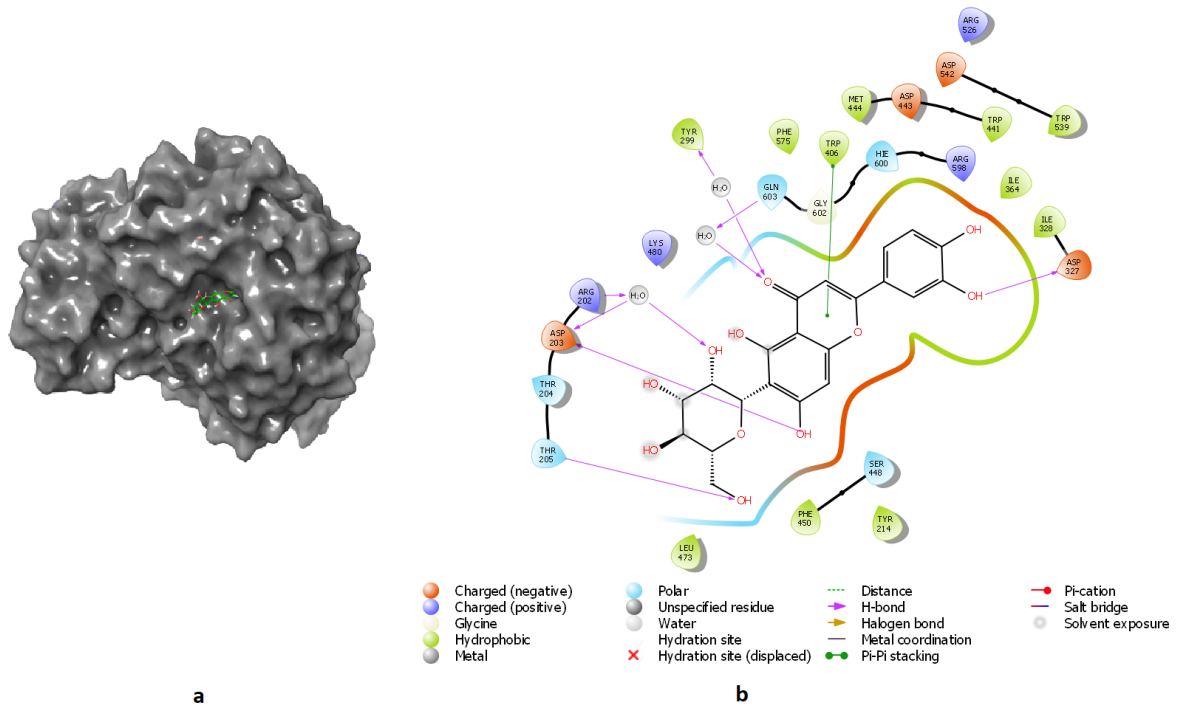 ARG
526
ASP
542
MET
444
ASP
443
TRP
441
TRP
539
TYR
299
PHE
575
TRP
406
HIE
600
ARG
598
H₂O
GLN
603
GLY
602
ILE
364
ILE
328
H₂O
LYS
480
OH
ASP
327
ARG
202
H₂O
O
OH
ASP
203
HO
O
OH
THR
204
HO
HO
O
OH
THR
205
OH
SER
448
PHE
450
TYR
214
LEU
473
Charged (negative)
Charged (positive)
Glycine
Hydrophobic
Metal
Polar
Unspecified residue
Water
Hydration site
Hydration site (displaced)
Distance
H-bond
Halogen bond
Metal coordination
Pi-Pi stacking
Pi-cation
Salt bridge
Solvent exposure
a
b